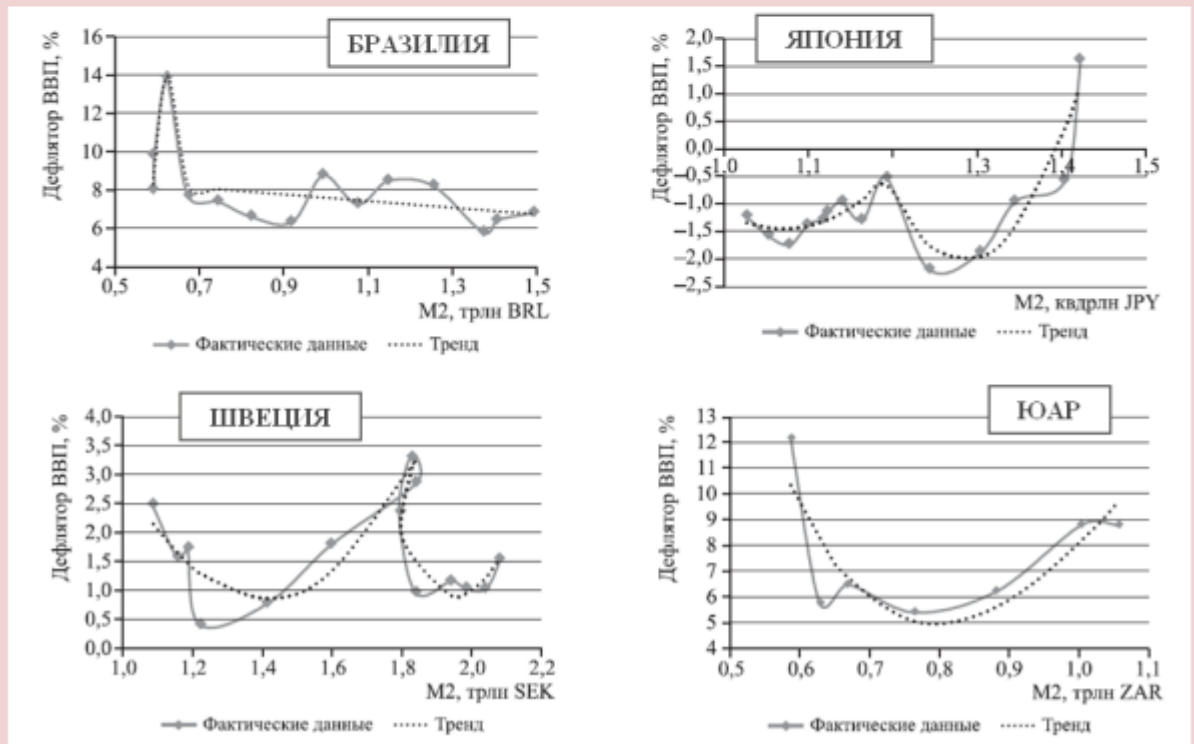 БРАЗИЛИЯ
Дефлятор ВВП, %
16
14
12
10
8
6
4
0,5 0,7 0,9 1,1 1,3 1,5
М2, трлн BRL
Фактические данные Тренд
ЯПОНИЯ
Дефлятор ВВП, %
2,0
1,5
1,0
0,5
0,0
–0,5
–1,0
–1,5
–2,0
–2,5
1,0 1,1 1,3 1,4 1,5
М2, квдрлн JPY
Фактические данные Тренд
ШВЕЦИЯ
Дефлятор ВВП, %
4,0
3,5
3,0
2,5
2,0
1,5
1,0
0,5
0,0
1,0 1,2 1,4 1,6 1,8 2,0 2,2
М2, трлн SEK
Фактические данные Тренд
ЮАР
Дефлятор ВВП, %
13
12
11
10
9
8
7
6
5
4
0,5 0,6 0,7 0,8 0,9 1,0 1,1
М2, трлн ZAR
Фактические данные Тренд